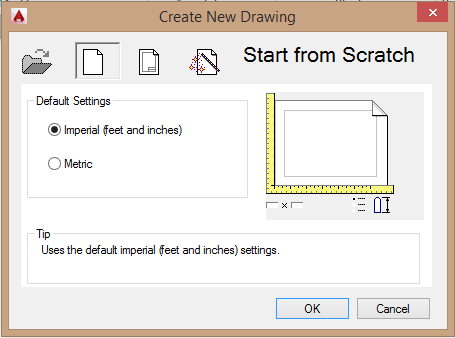 Create New Drawing
Start from Scratch
Default Settings
Imperial (feet and inches)
Metric
Tip
Uses the default imperial (feet and inches) settings.
OK
Cancel